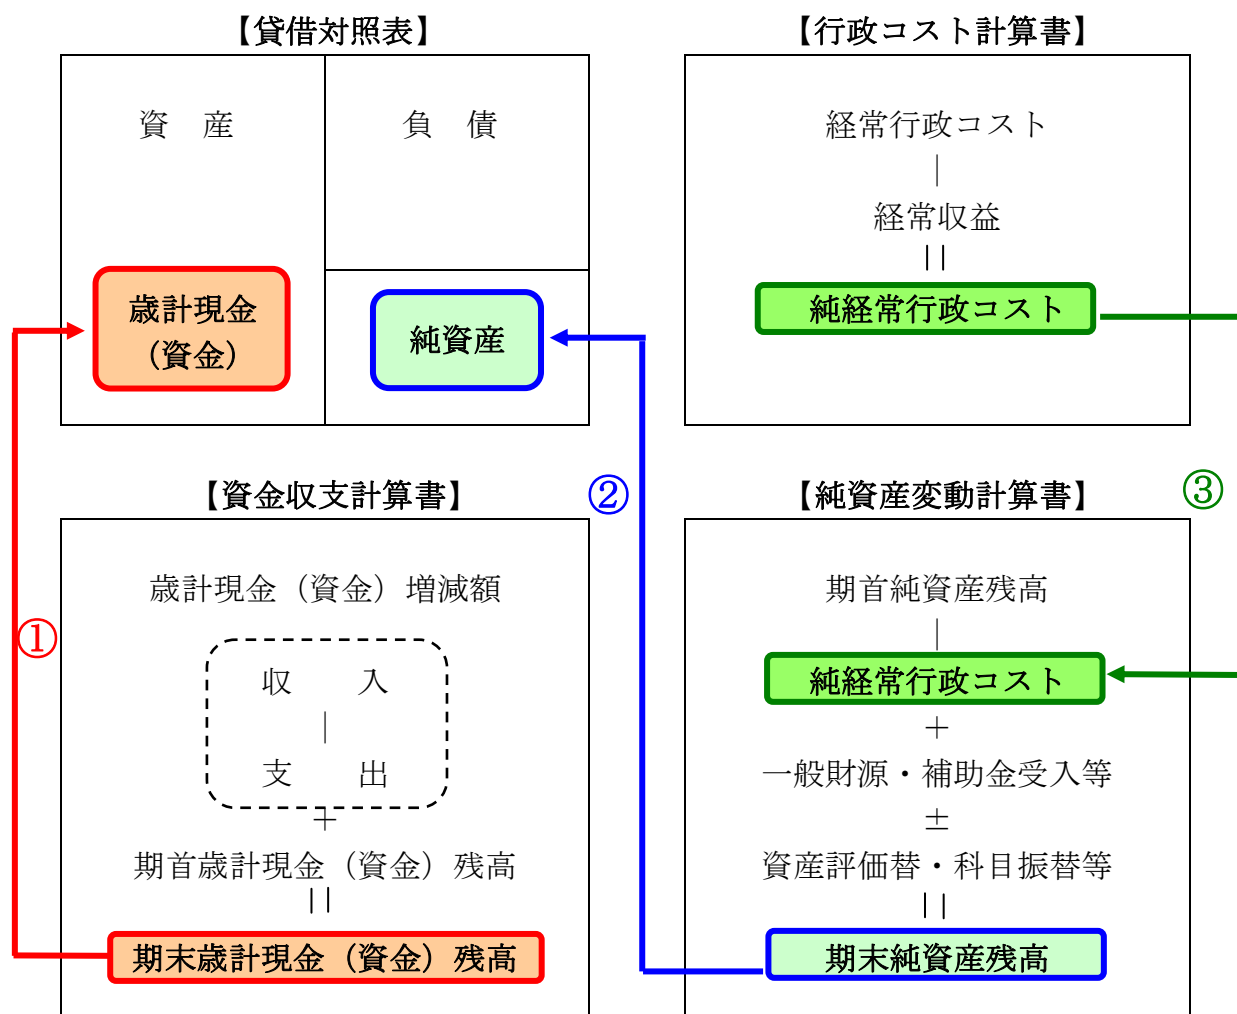 【貸借対照表】
資　産
負　債
歳計現金
（資金）
純資産
【行政コスト計算書】
経常行政コスト
｜
経常収益
||
純経常行政コスト
①
②
③
【資金収支計算書】
歳計現金（資金）増減額
収　　入
｜
支　　出
＋
期首歳計現金（資金）残高
||
期末歳計現金（資金）残高
【純資産変動計算書】
期首純資産残高
｜
純経常行政コスト
＋
一般財源・補助金受入等
±
資産評価替・科目振替等
||
期末純資産残高